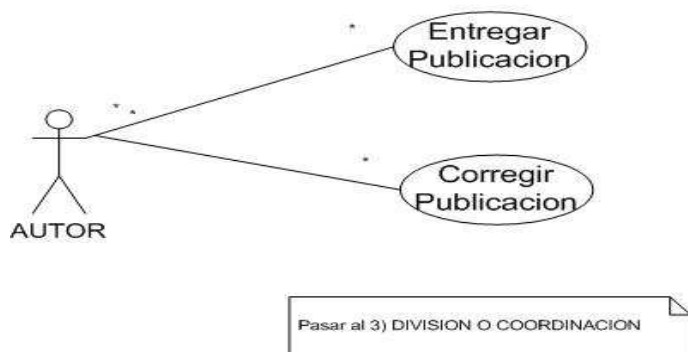 *
Entregar
Publicacion
* *
*
Corregir
Publicacion
AUTOR
Pasar al 3) DIVISION O COORDINACION